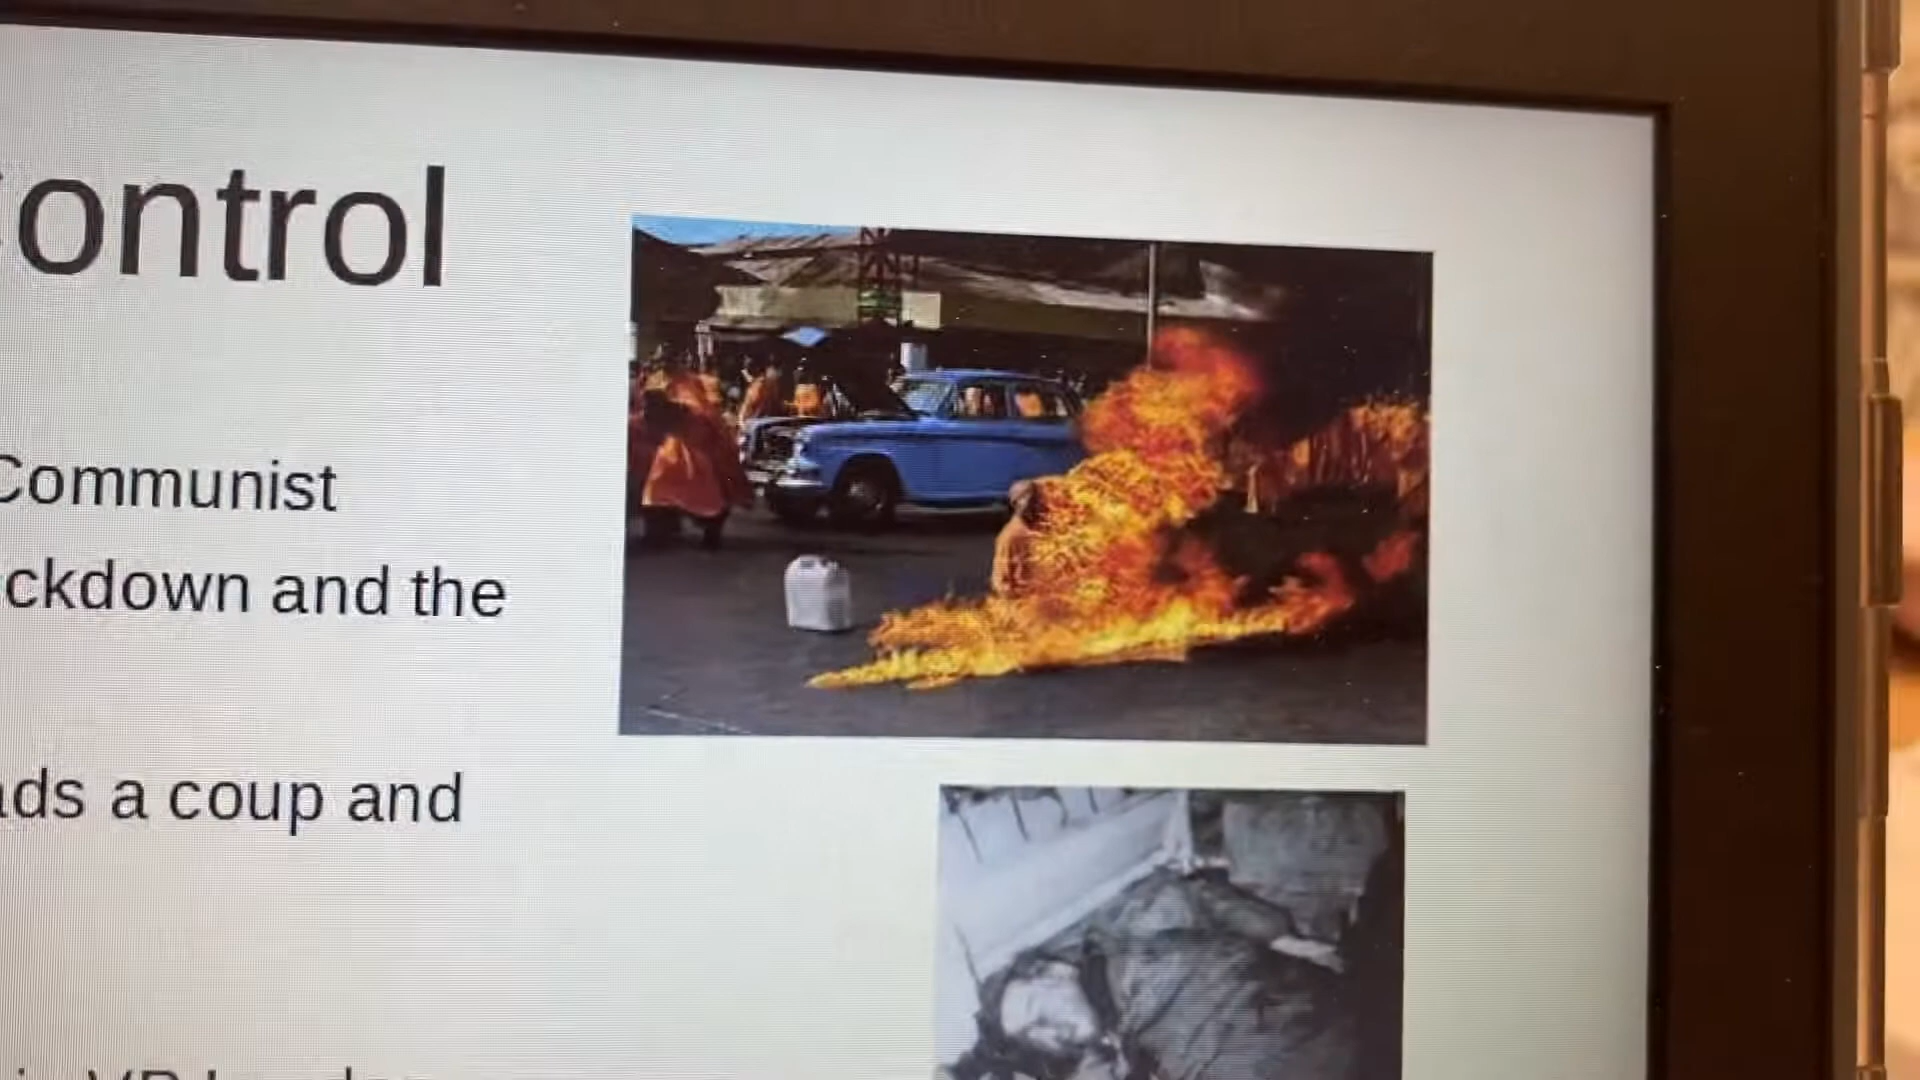 ontrol
Communist
ckdown and the
ds a coup and